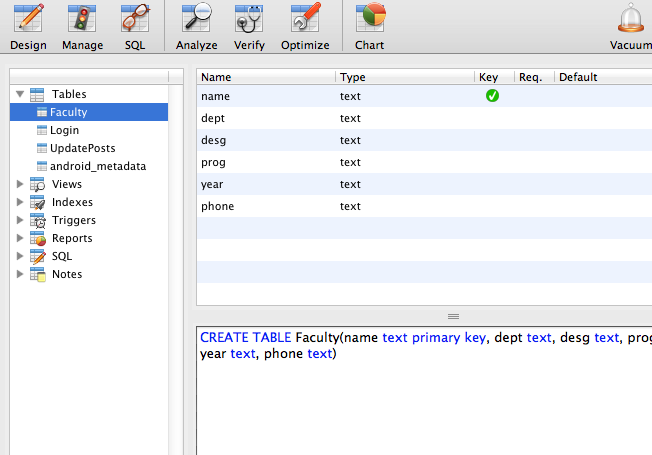 Design Manage SQL Analyze Verify Optimize Chart Vacuum
Name Type Key Req. Default
Tables
Faculty
Login
UpdatePosts
android_metadata
Views
Indexes
Triggers
Reports
SQL
Notes
name text
dept text
desg text
prog text
year text
phone text
CREATE TABLE Faculty(name text primary key, dept text, desg text, prog
year text, phone text)